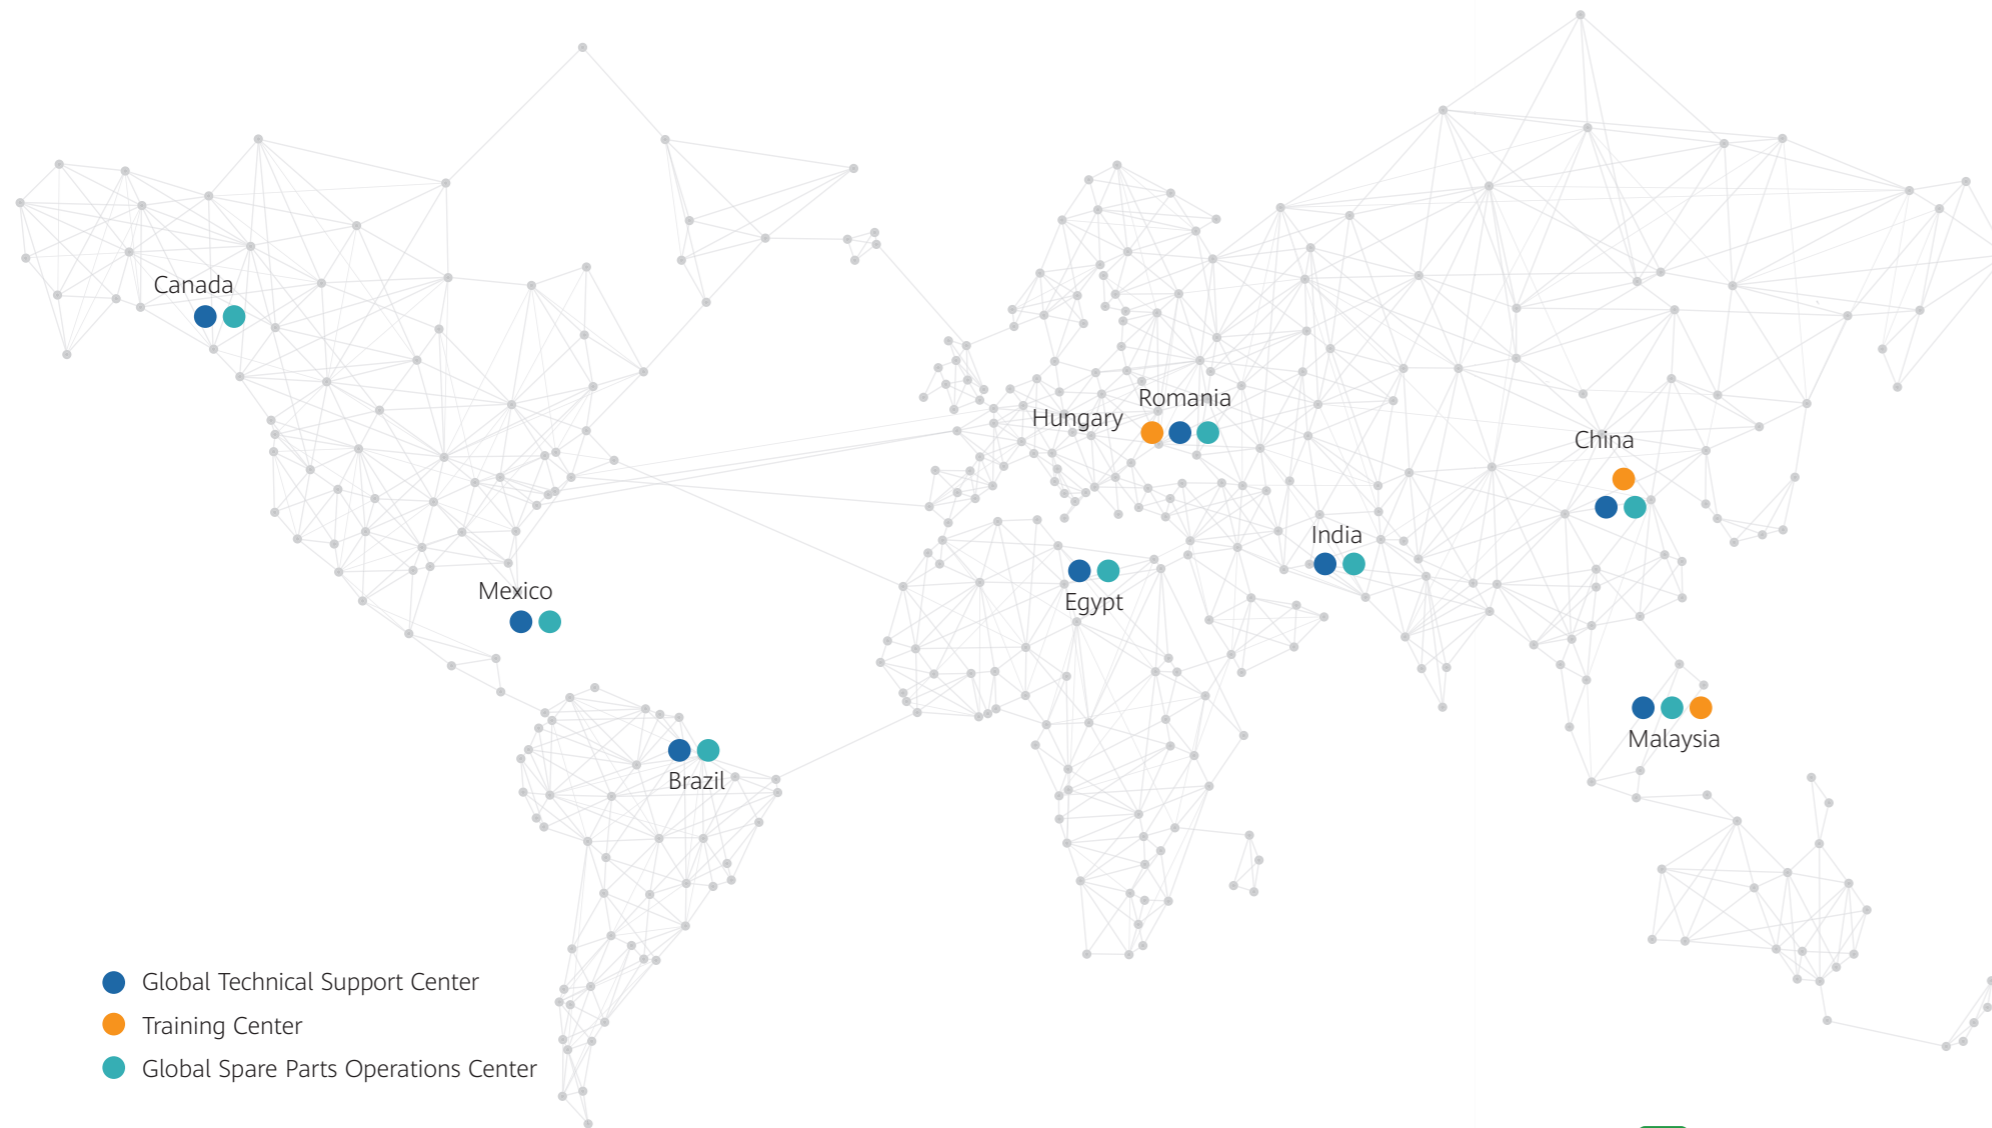 Canada
Romania
Hungary
China
India
Mexico
Egypt
Malaysia
Brazil
Global Technical Support Center
Training Center
Global Spare Parts Operations Center